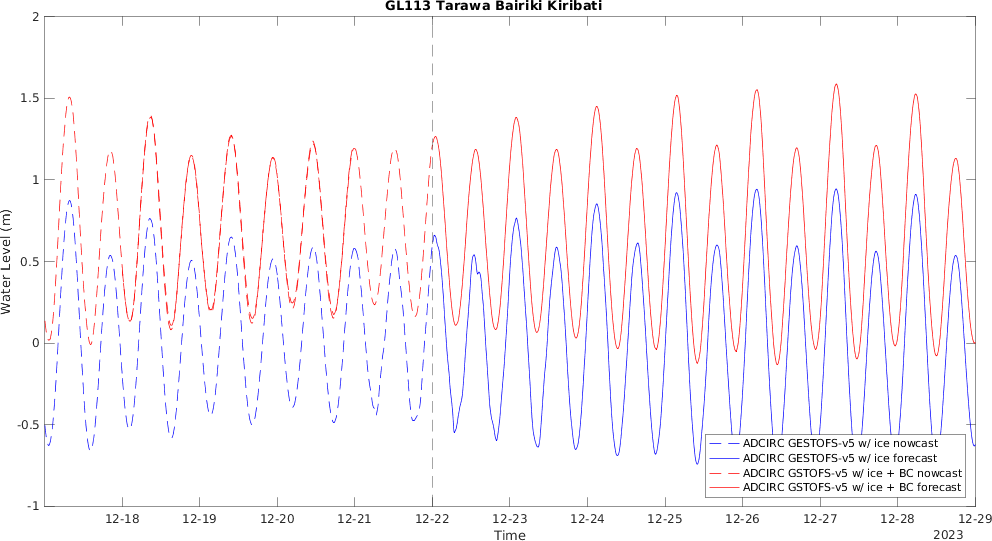 GL113 Tarawa Bairiki Kiribati
2
1.5
1
0.5
0
-0.5
-1
Water Level (m)
ADCIRC GESTOFS-v5 w/ ice nowcast
ADCIRC GESTOFS-v5 w/ ice forecast
ADCIRC GSTOFS-v5 w/ ice + BC nowcast
ADCIRC GSTOFS-v5 w/ ice + BC forecast
12-18 12-19 12-20 12-21 12-22 12-23 12-24 12-25 12-26 12-27 12-28 12-29
Time
2023